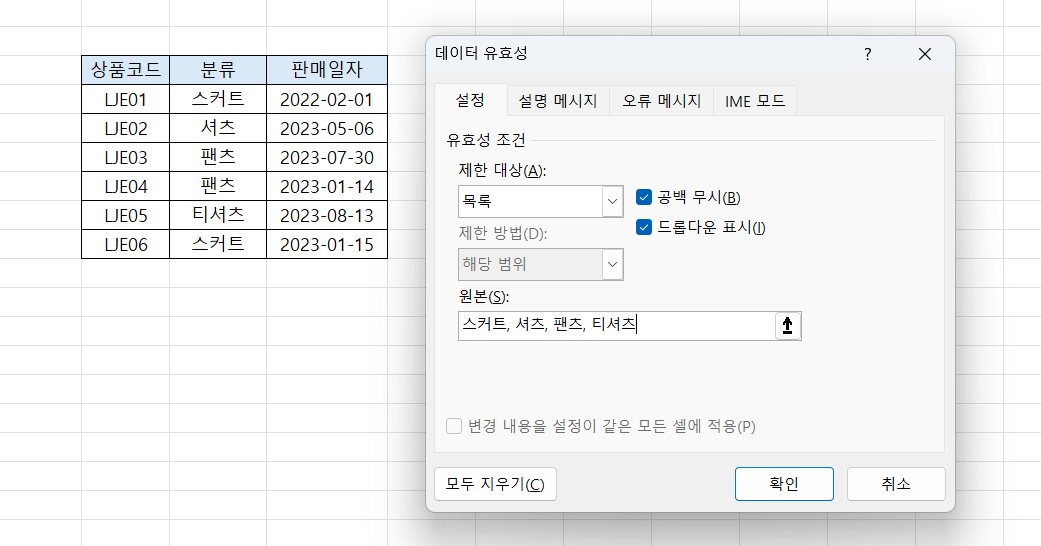 상품코드 분류 판매일자
LJE01 스커트 2022-02-01
LJE02 셔츠 2023-05-06
LJE03 팬츠 2023-07-30
LJE04 팬츠 2023-01-14
LJE05 티셔츠 2023-08-13
LJE06 스커트 2023-01-15
데이터 유효성 ?
설정 설명 메시지 오류 메시지 IME 모드
유효성 조건
제한 대상(A):
목록
공백 무시(B)
드롭다운 표시(I)
제한 방법(D):
해당 범위
원본(S):
스커트, 셔츠, 팬츠, 티셔츠
변경 내용을 설정이 같은 모든 셀에 적용(P)
모두 지우기(C) 확인 취소